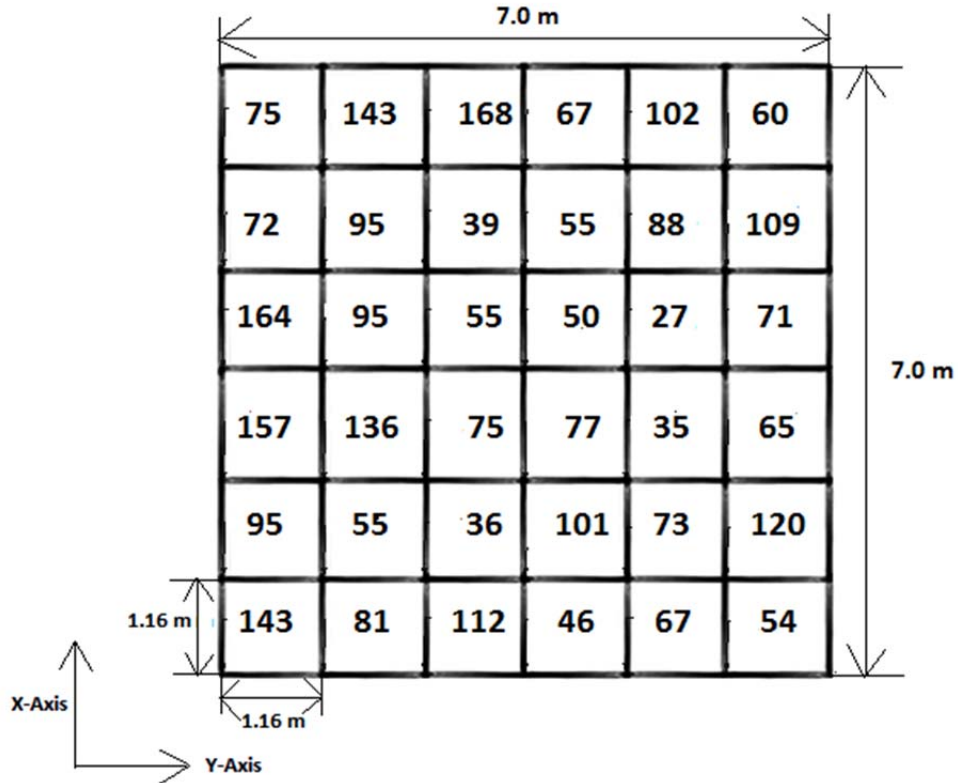 7.0 m
75 143 168 67 102 60
72 95 39 55 88 109
164 95 55 50 27 71
7.0 m
157 136 75 77 35 65
95 55 36 101 73 120
1.16 m 143 81 112 46 67 54
X-Axis
1.16 m
Y-Axis